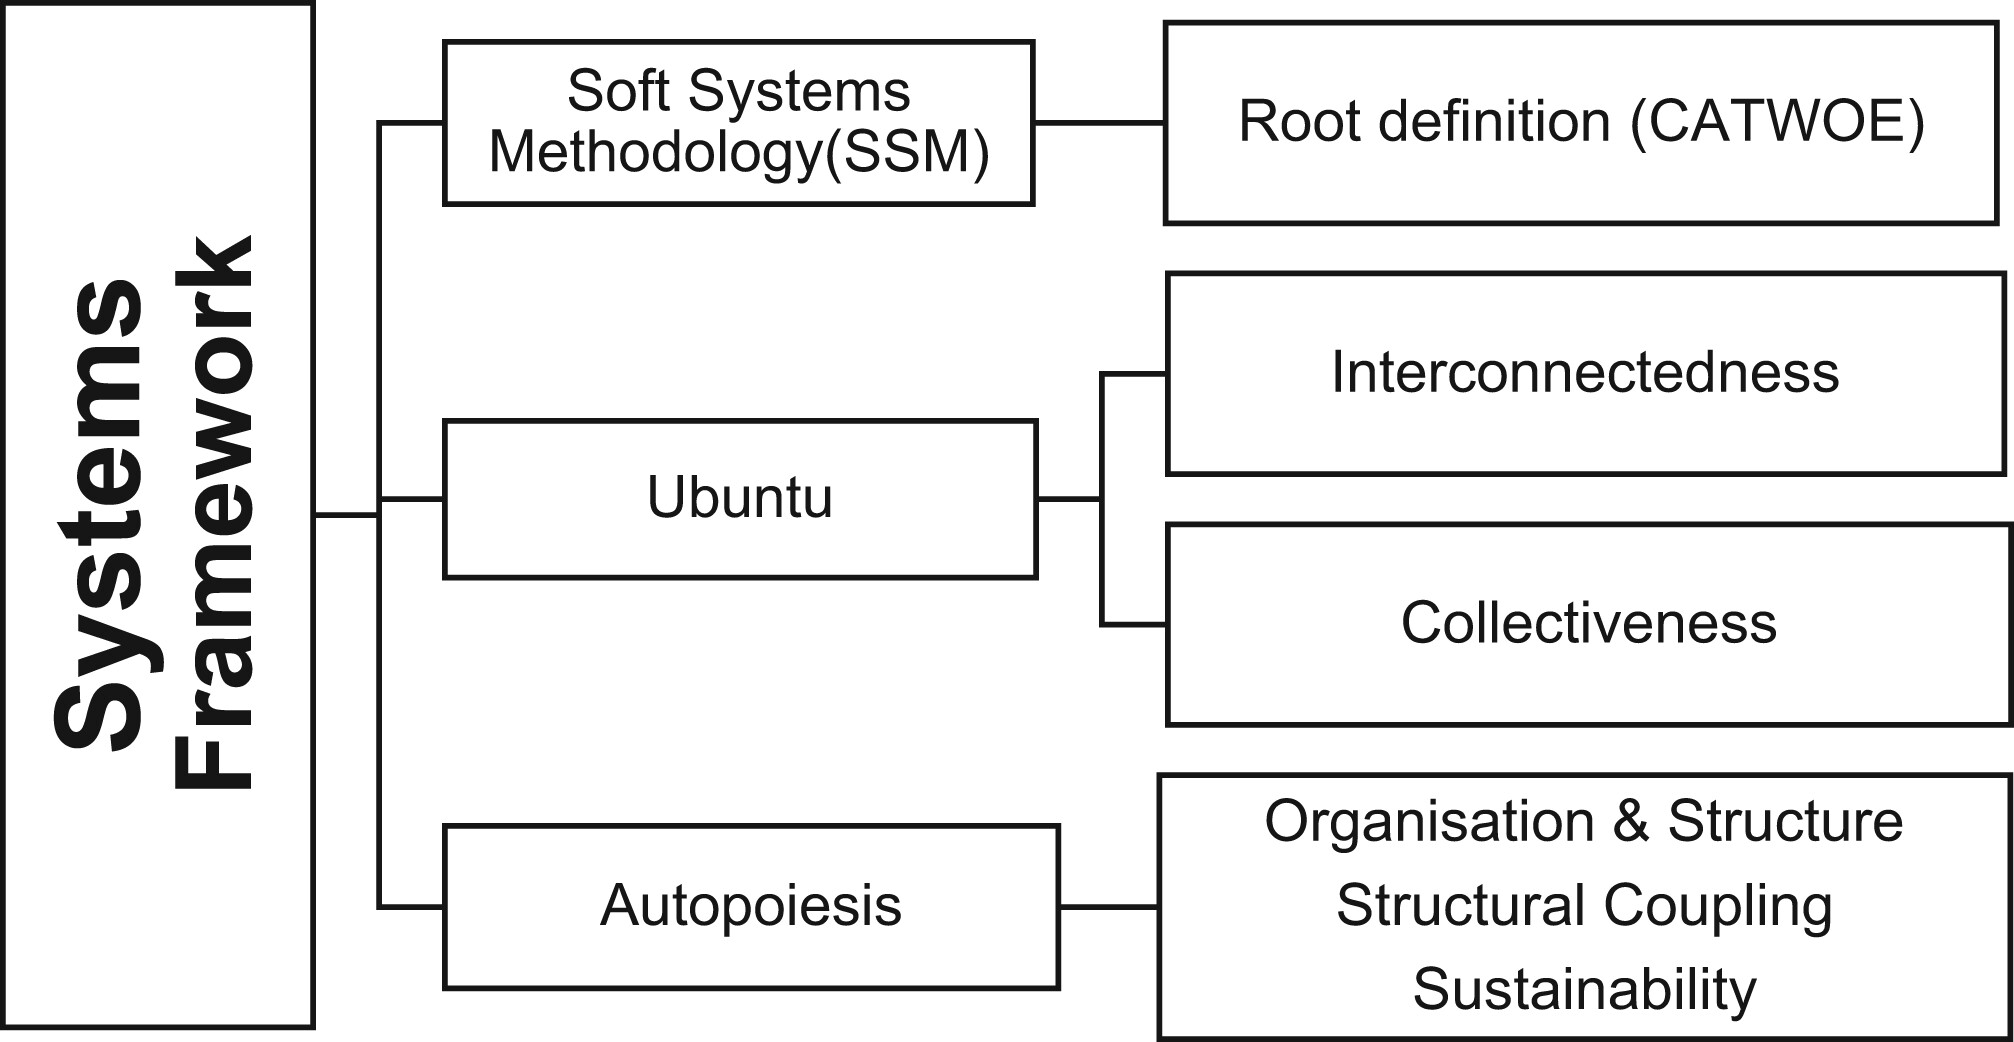 Systems
Framework
Soft Systems
Methodology(SSM)
Root definition (CATWOE)
Ubuntu
Interconnectedness
Collectiveness
Autopoiesis
Organisation & Structure
Structural Coupling
Sustainability